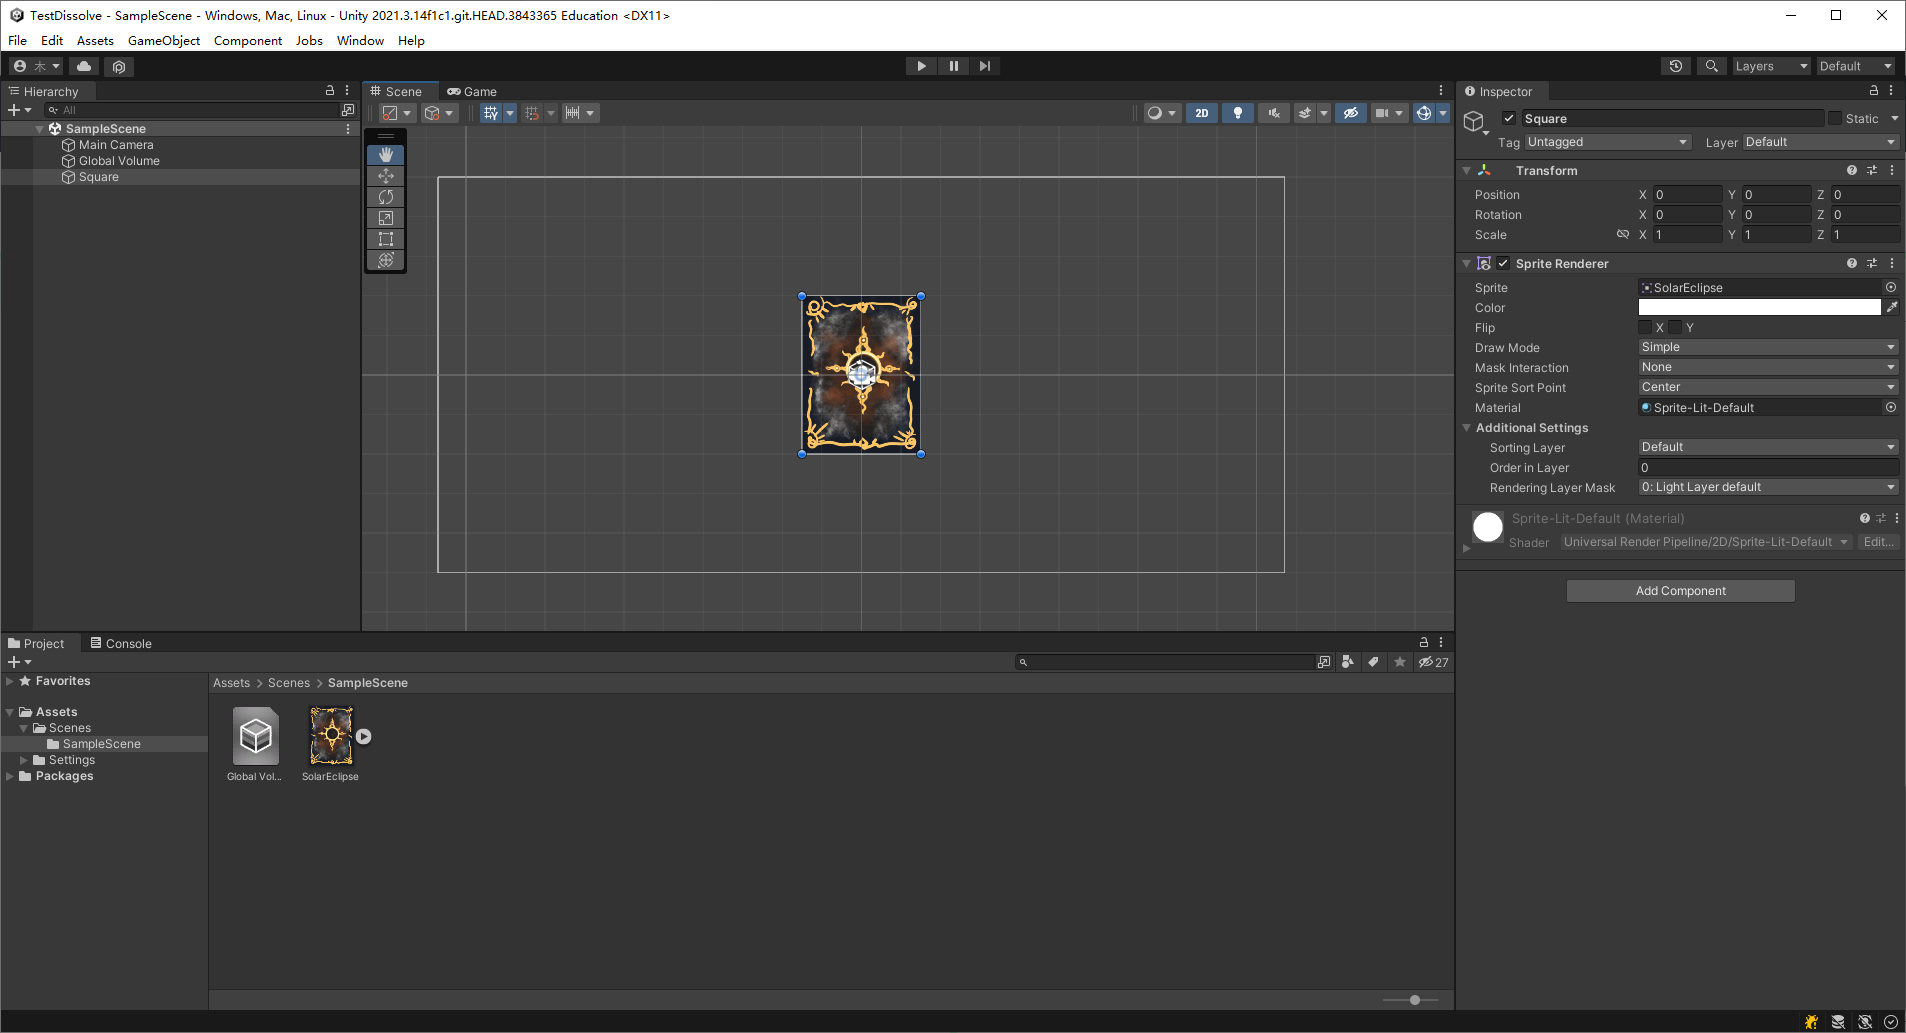 TestDissolve - SampleScene - Windows, Mac, Linux - Unity 2021.3.14f1c1.git.HEAD.3843365 Education <DX11>
File Edit Assets GameObject Component Jobs Window Help
木 Layers Default
Hierarchy
All
SampleScene
Main Camera
Global Volume
Square
Scene Game
2D
Inspector
Square Static
Tag Untagged Layer Default
Transform
Position X 0 Y 0 Z 0
Rotation X 0 Y 0 Z 0
Scale X 1 Y 1 Z 1
Sprite Renderer
Sprite SolarEclipse
Color
Flip X Y
Draw Mode Simple
Mask Interaction None
Sprite Sort Point Center
Material Sprite-Lit-Default
Additional Settings
Sorting Layer Default
Order in Layer 0
Rendering Layer Mask 0: Light Layer default
Sprite-Lit-Default (Material)
Shader Universal Render Pipeline/2D/Sprite-Lit-Default Edit...
Add Component
Project Console
27
Favorites
Assets
Scenes
SampleScene
Settings
Packages
Assets > Scenes > SampleScene
Global Vol...
SolarEclipse